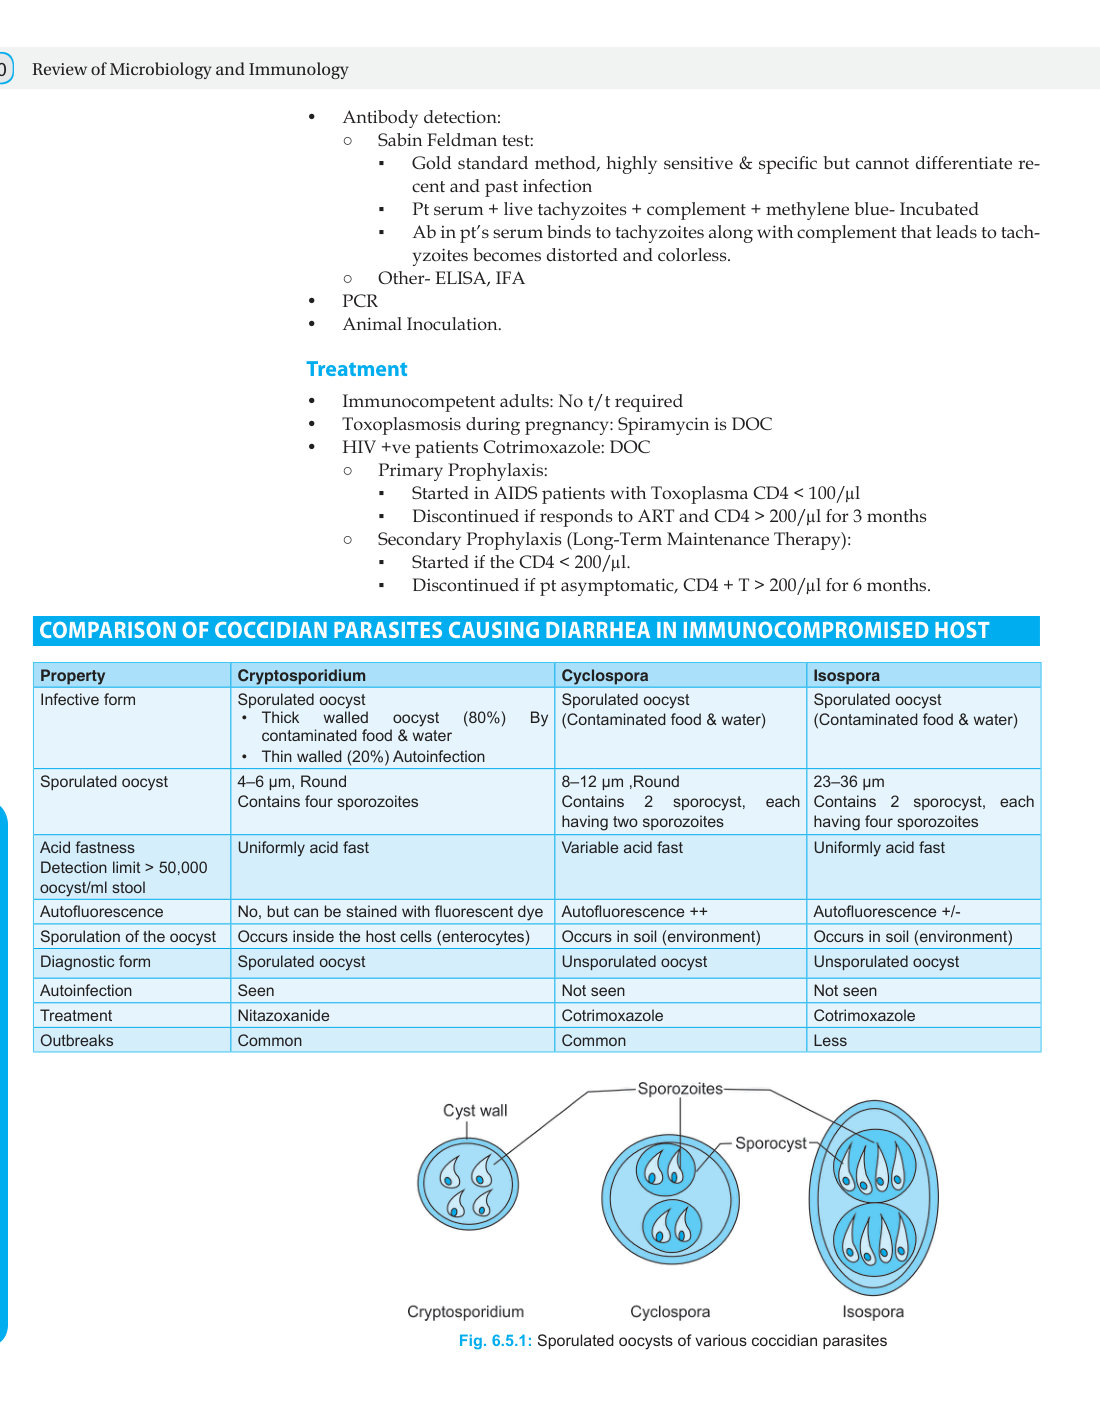 0 Review of Microbiology and Immunology
• Antibody detection:
○ Sabin Feldman test:
▪ Gold standard method, highly sensitive & specific but cannot differentiate re-
cent and past infection
▪ Pt serum + live tachyzoites + complement + methylene blue- Incubated
▪ Ab in pt's serum binds to tachyzoites along with complement that leads to tach-
yzoites becomes distorted and colorless.
○ Other- ELISA, IFA
• PCR
• Animal Inoculation.
Treatment
• Immunocompetent adults: No t/t required
• Toxoplasmosis during pregnancy: Spiramycin is DOC
• HIV +ve patients Cotrimoxazole: DOC
○ Primary Prophylaxis:
▪ Started in AIDS patients with Toxoplasma CD4 < 100/µl
▪ Discontinued if responds to ART and CD4 > 200/µl for 3 months
○ Secondary Prophylaxis (Long-Term Maintenance Therapy):
▪ Started if the CD4 < 200/µl.
▪ Discontinued if pt asymptomatic, CD4 + T > 200/µl for 6 months.
COMPARISON OF COCCIDIAN PARASITES CAUSING DIARRHEA IN IMMUNOCOMPROMISED HOST
Property Cryptosporidium Cyclospora Isospora
Infective form Sporulated oocyst Sporulated oocyst Sporulated oocyst
• Thick walled oocyst (80%) By (Contaminated food & water) (Contaminated food & water)
contaminated food & water
• Thin walled (20%) Autoinfection
Sporulated oocyst 4–6 µm, Round 8–12 µm ,Round 23–36 µm
Contains four sporozoites Contains 2 sporocyst, each Contains 2 sporocyst, each
having two sporozoites having four sporozoites
Acid fastness Uniformly acid fast Variable acid fast Uniformly acid fast
Detection limit > 50,000
oocyst/ml stool
Autofluorescence No, but can be stained with fluorescent dye Autofluorescence ++ Autofluorescence +/-
Sporulation of the oocyst Occurs inside the host cells (enterocytes) Occurs in soil (environment) Occurs in soil (environment)
Diagnostic form Sporulated oocyst Unsporulated oocyst Unsporulated oocyst
Autoinfection Seen Not seen Not seen
Treatment Nitazoxanide Cotrimoxazole Cotrimoxazole
Outbreaks Common Common Less
Sporozoites
Cyst wall
Sporocyst
Cryptosporidium Cyclospora Isospora
Fig. 6.5.1: Sporulated oocysts of various coccidian parasites